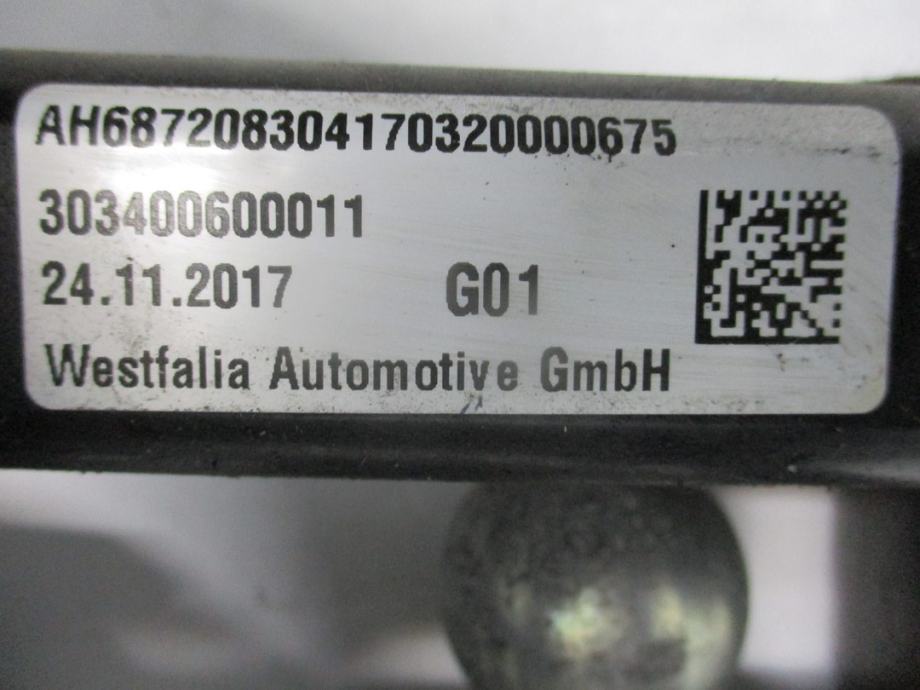 AH687208304170320000675
303400600011
24.11.2017 G01
Westfalia Automotive GmbH